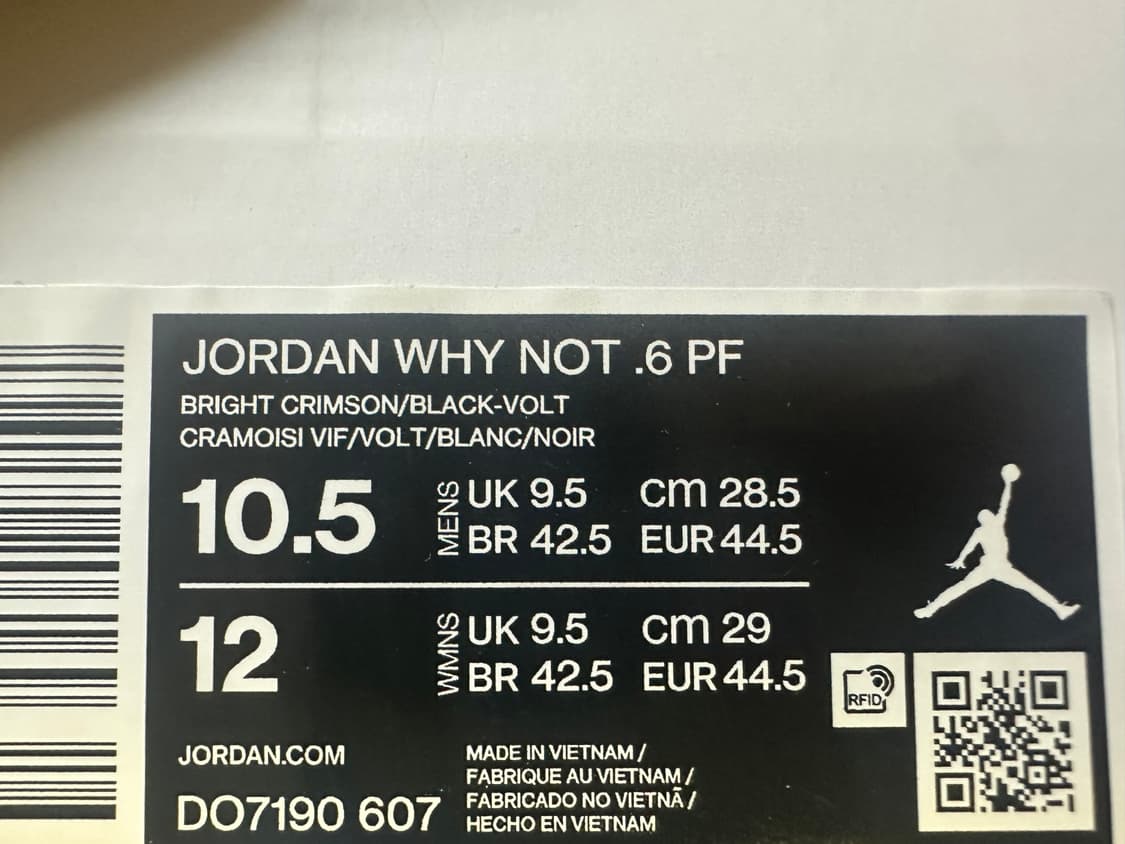 JORDAN WHY NOT .6 PF
BRIGHT CRIMSON/BLACK-VOLT
CRAMOISI VIF/VOLT/BLANC/NOIR
10.5 MENS UK 9.5 cm 28.5
BR 42.5 EUR 44.5
12 WMNS UK 9.5 cm 29
BR 42.5 EUR 44.5
RFID
JORDAN.COM
MADE IN VIETNAM /
FABRIQUE AU VIETNAM /
FABRICADO NO VIETNÃ /
HECHO EN VIETNAM
DO7190 607